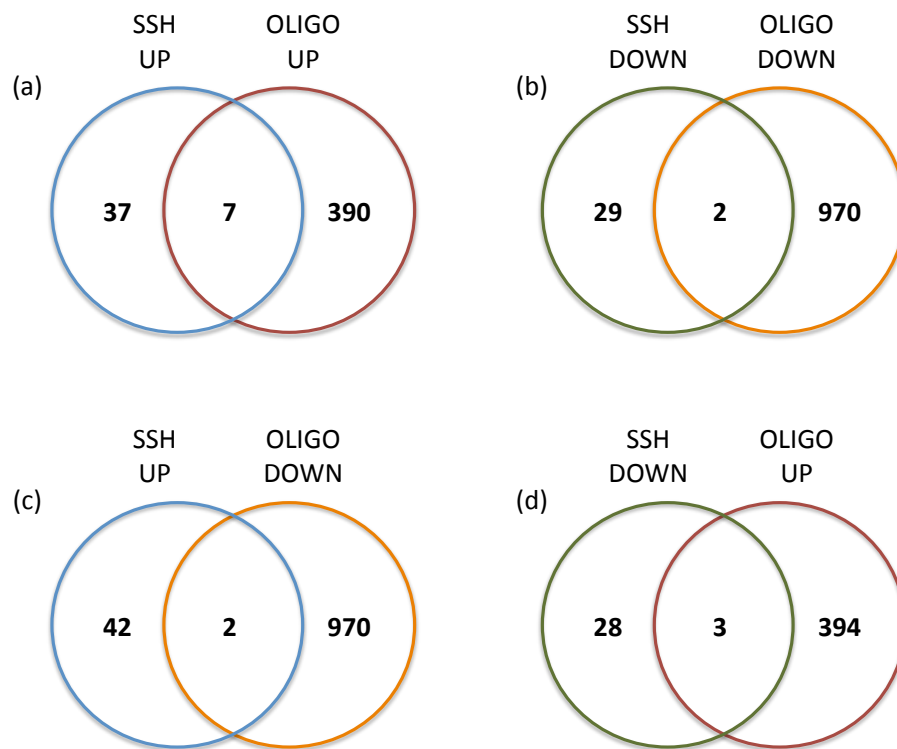 SSH OLIGO
UP UP
(a)
37 7 390
SSH OLIGO
DOWN DOWN
(b)
29 2 970
SSH OLIGO
UP DOWN
(c)
42 2 970
SSH OLIGO
DOWN UP
(d)
28 3 394